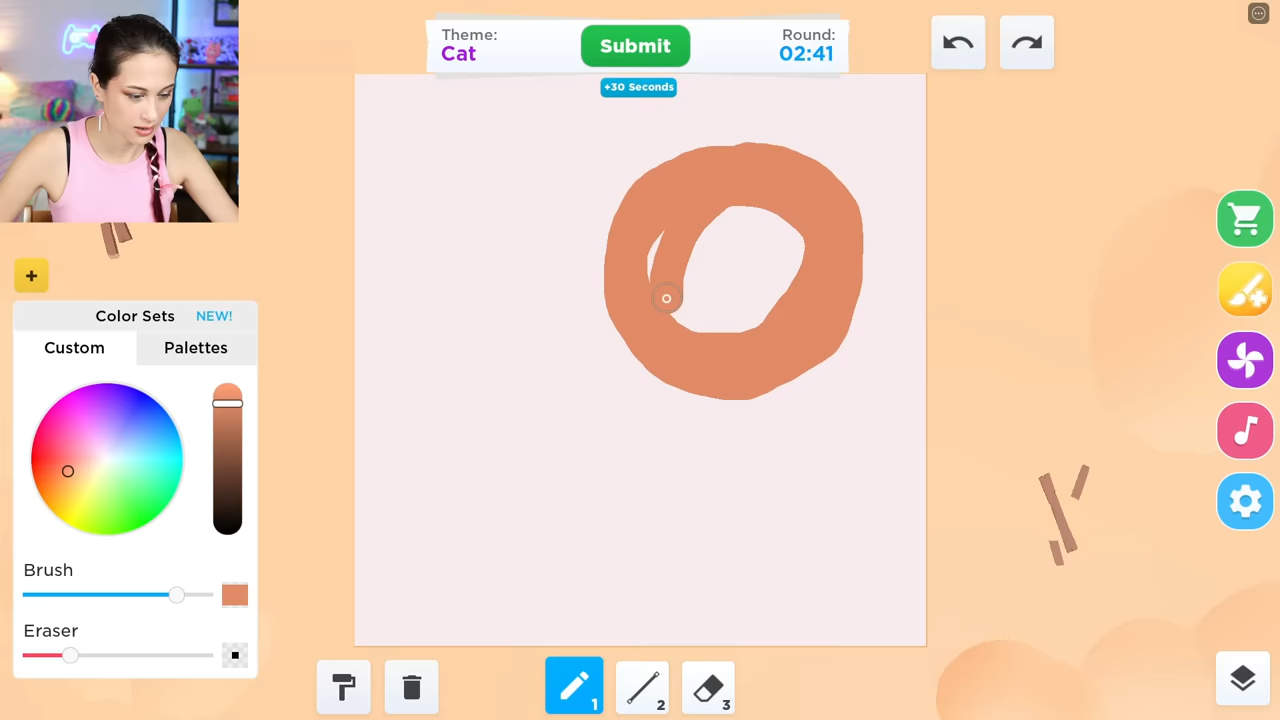 Theme:
Cat
Submit
Round:
02:41
+30 Seconds
+
Color Sets NEW!
Custom
Palettes
Brush
Eraser
1
2
3